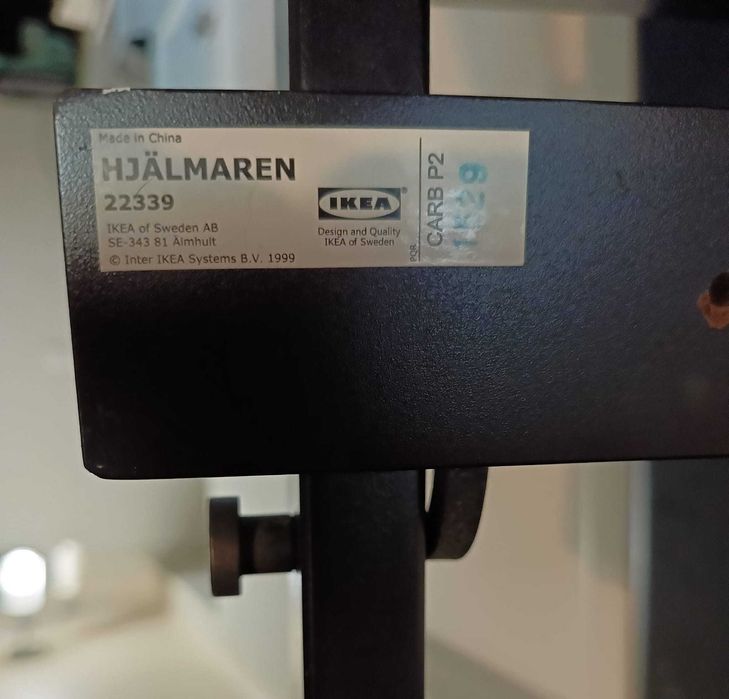 Made in China
HJÄLMAREN
22339
IKEA of Sweden AB
SE-343 81 Älmhult
© Inter IKEA Systems B.V. 1999
IKEA®
Design and Quality
IKEA of Sweden
PQR
CARB P2